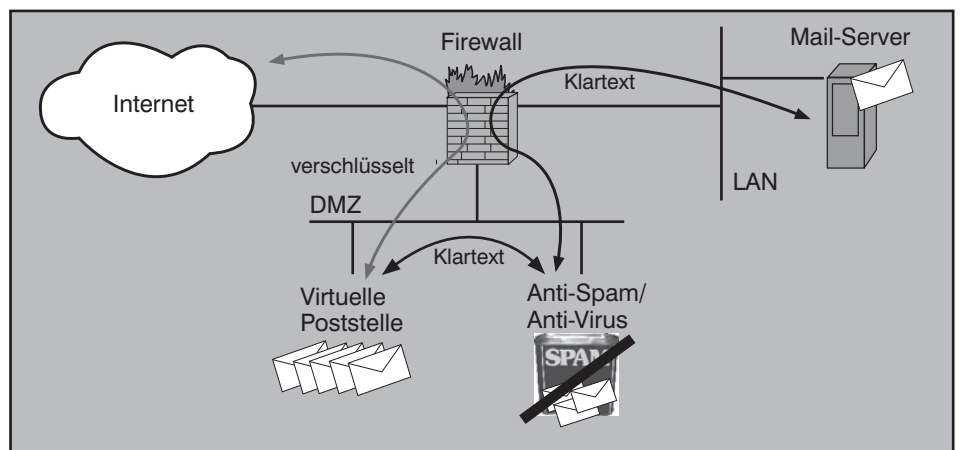 Firewall
Mail-Server
Klartext
Internet
verschlüsselt
LAN
DMZ
Klartext
Virtuelle
Poststelle
Anti-Spam/
Anti-Virus
SPAM